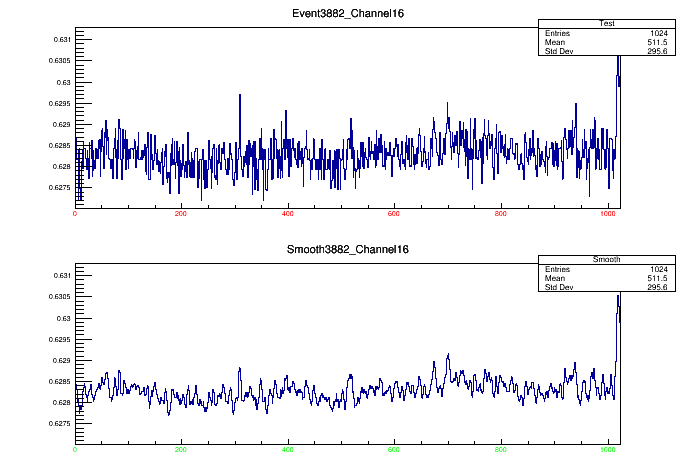 Event3882_Channel16
Test
Entries 1024
Mean 511.5
Std Dev 295.6
0.631
0.6305
0.63
0.6295
0.629
0.6285
0.628
0.6275
0 200 400 600 800 1000
Smooth3882_Channel16
Smooth
Entries 1024
Mean 511.5
Std Dev 295.6
0.631
0.6305
0.63
0.6295
0.629
0.6285
0.628
0.6275
0 200 400 600 800 1000